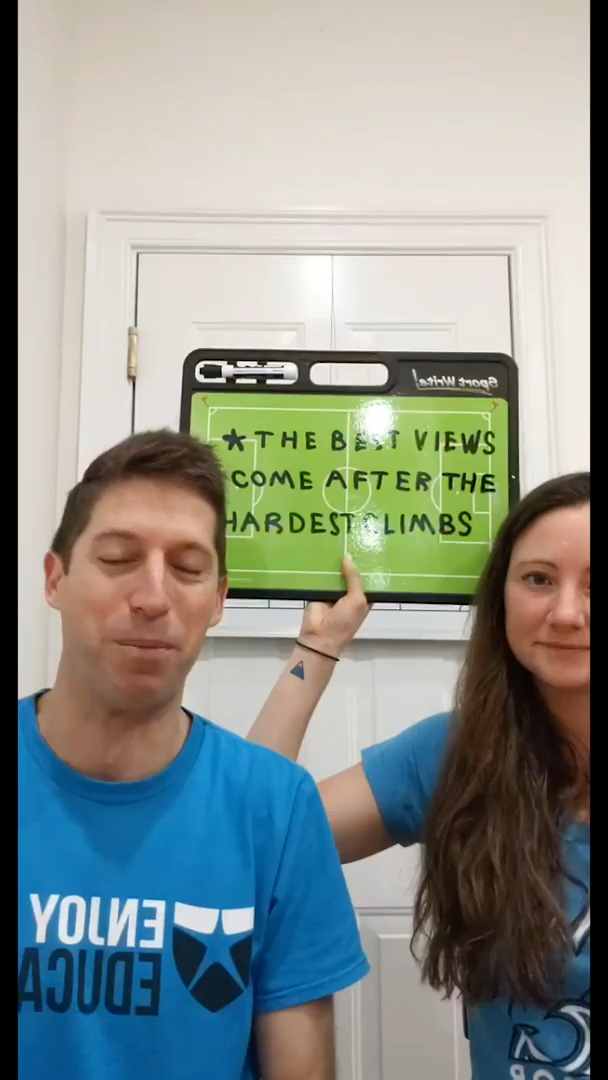 Sport Write!
★ THE BEST VIEWS
COME AFTER THE
HARDEST CLIMBS
ENJOY
EDUCA